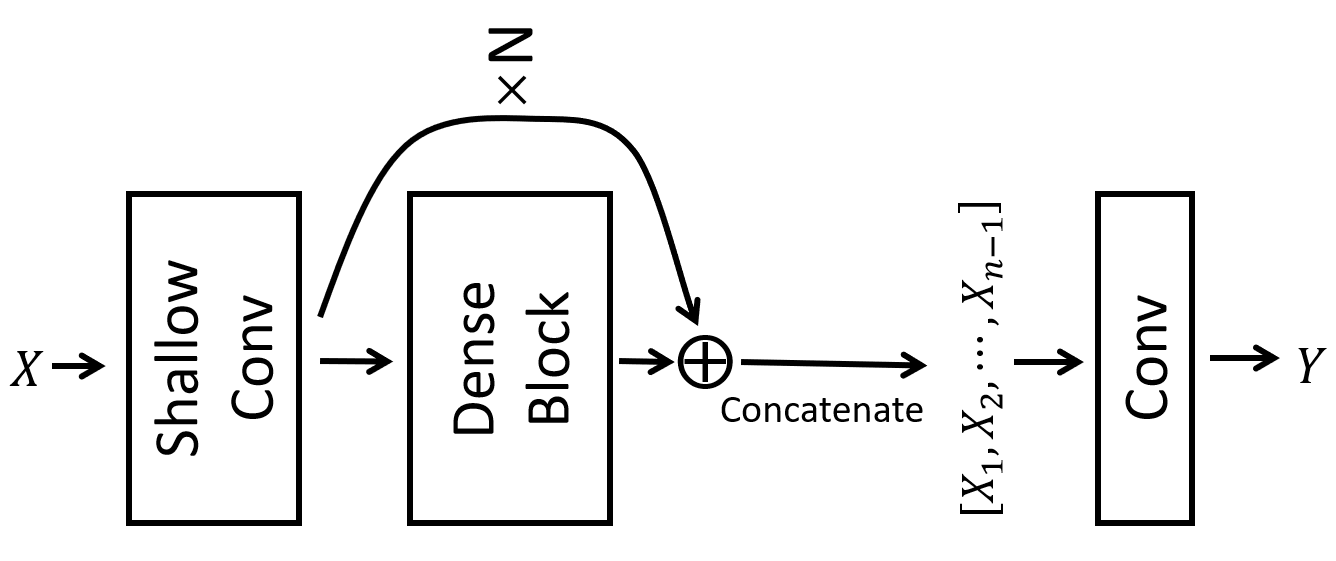 X
Shallow
Conv
× N
Dense
Block
Concatenate
[X₁, X₂, ⋯, Xₙ₋₁]
Conv
Y